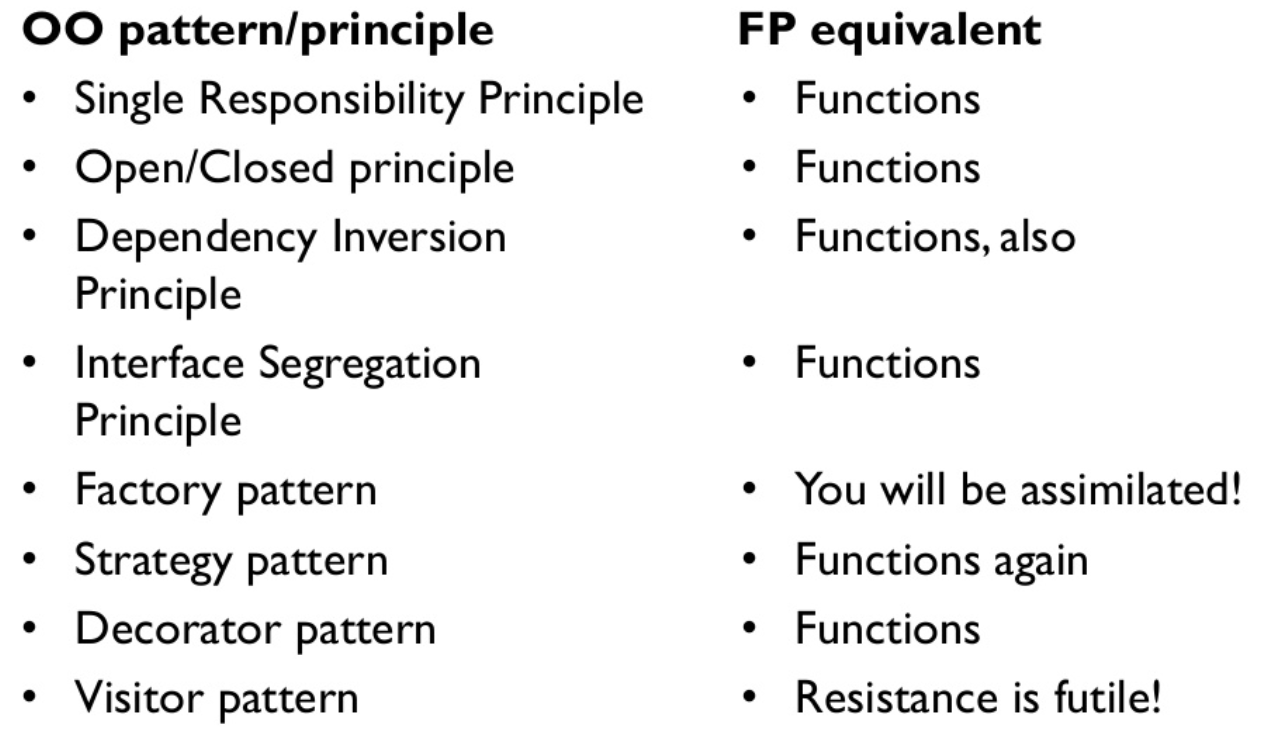 OO pattern/principle
• Single Responsibility Principle
• Open/Closed principle
• Dependency Inversion
Principle
• Interface Segregation
Principle
• Factory pattern
• Strategy pattern
• Decorator pattern
• Visitor pattern
FP equivalent
• Functions
• Functions
• Functions, also
• Functions
• You will be assimilated!
• Functions again
• Functions
• Resistance is futile!